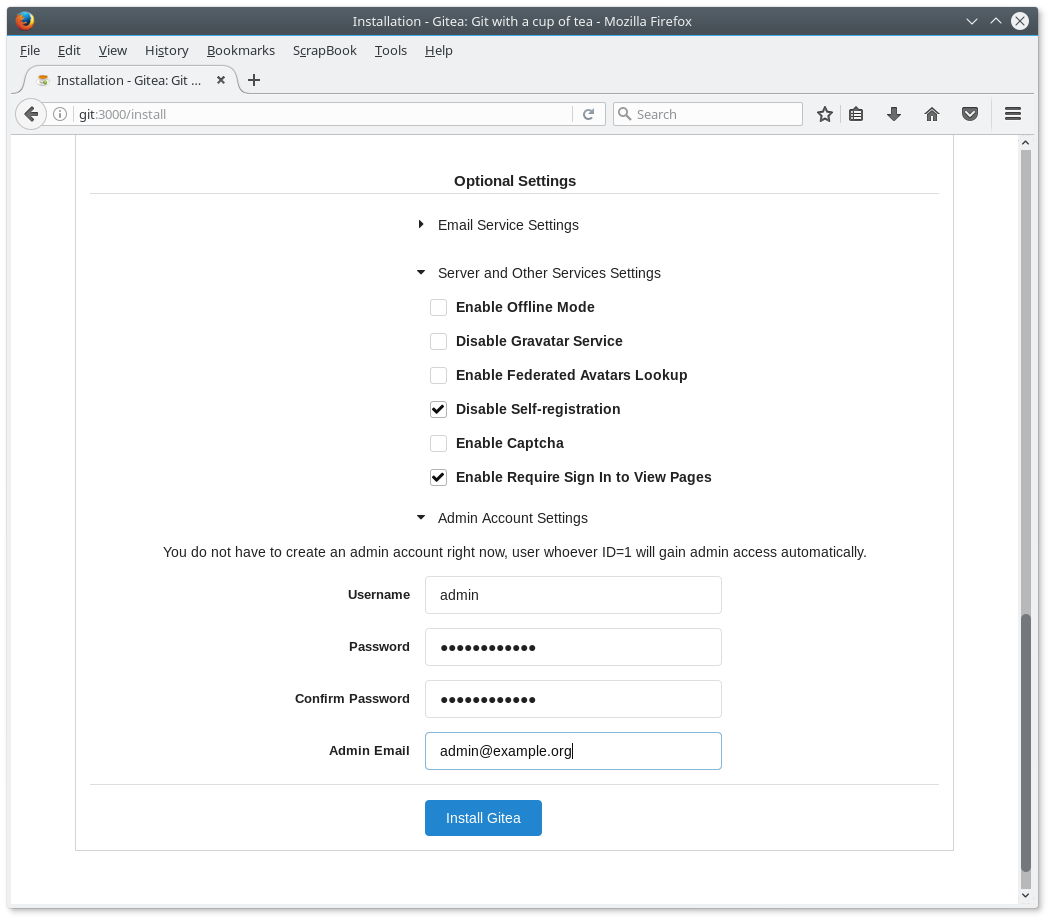 Installation - Gitea: Git with a cup of tea - Mozilla Firefox
File Edit View History Bookmarks ScrapBook Tools Help
Installation - Gitea: Git ...
git:3000/install
Search
Optional Settings
Email Service Settings
Server and Other Services Settings
Enable Offline Mode
Disable Gravatar Service
Enable Federated Avatars Lookup
Disable Self-registration
Enable Captcha
Enable Require Sign In to View Pages
Admin Account Settings
You do not have to create an admin account right now, user whoever ID=1 will gain admin access automatically.
Username admin
Password ●●●●●●●●●●●●
Confirm Password ●●●●●●●●●●●●
Admin Email admin@example.org
Install Gitea